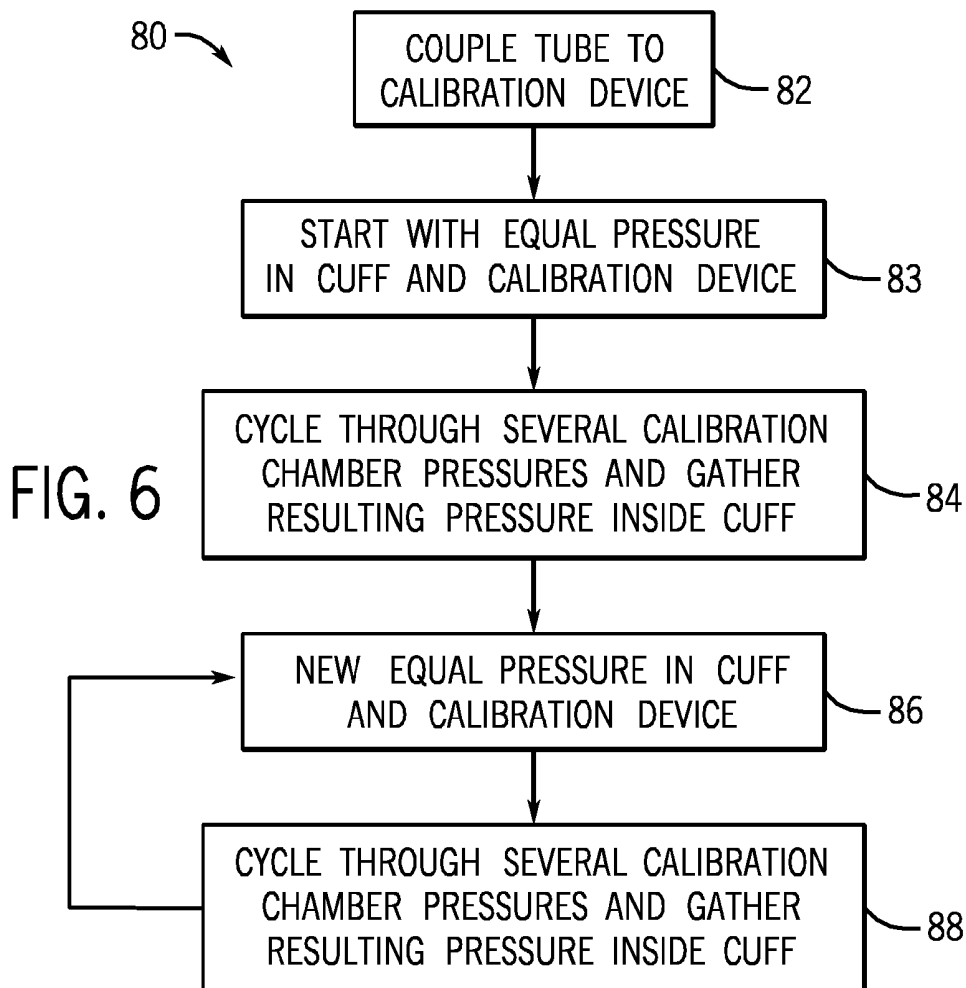 80
COUPLE TUBE TO
CALIBRATION DEVICE
82
START WITH EQUAL PRESSURE
IN CUFF AND CALIBRATION DEVICE
83
CYCLE THROUGH SEVERAL CALIBRATION
CHAMBER PRESSURES AND GATHER
RESULTING PRESSURE INSIDE CUFF
84
FIG. 6
NEW EQUAL PRESSURE IN CUFF
AND CALIBRATION DEVICE
86
CYCLE THROUGH SEVERAL CALIBRATION
CHAMBER PRESSURES AND GATHER
RESULTING PRESSURE INSIDE CUFF
88